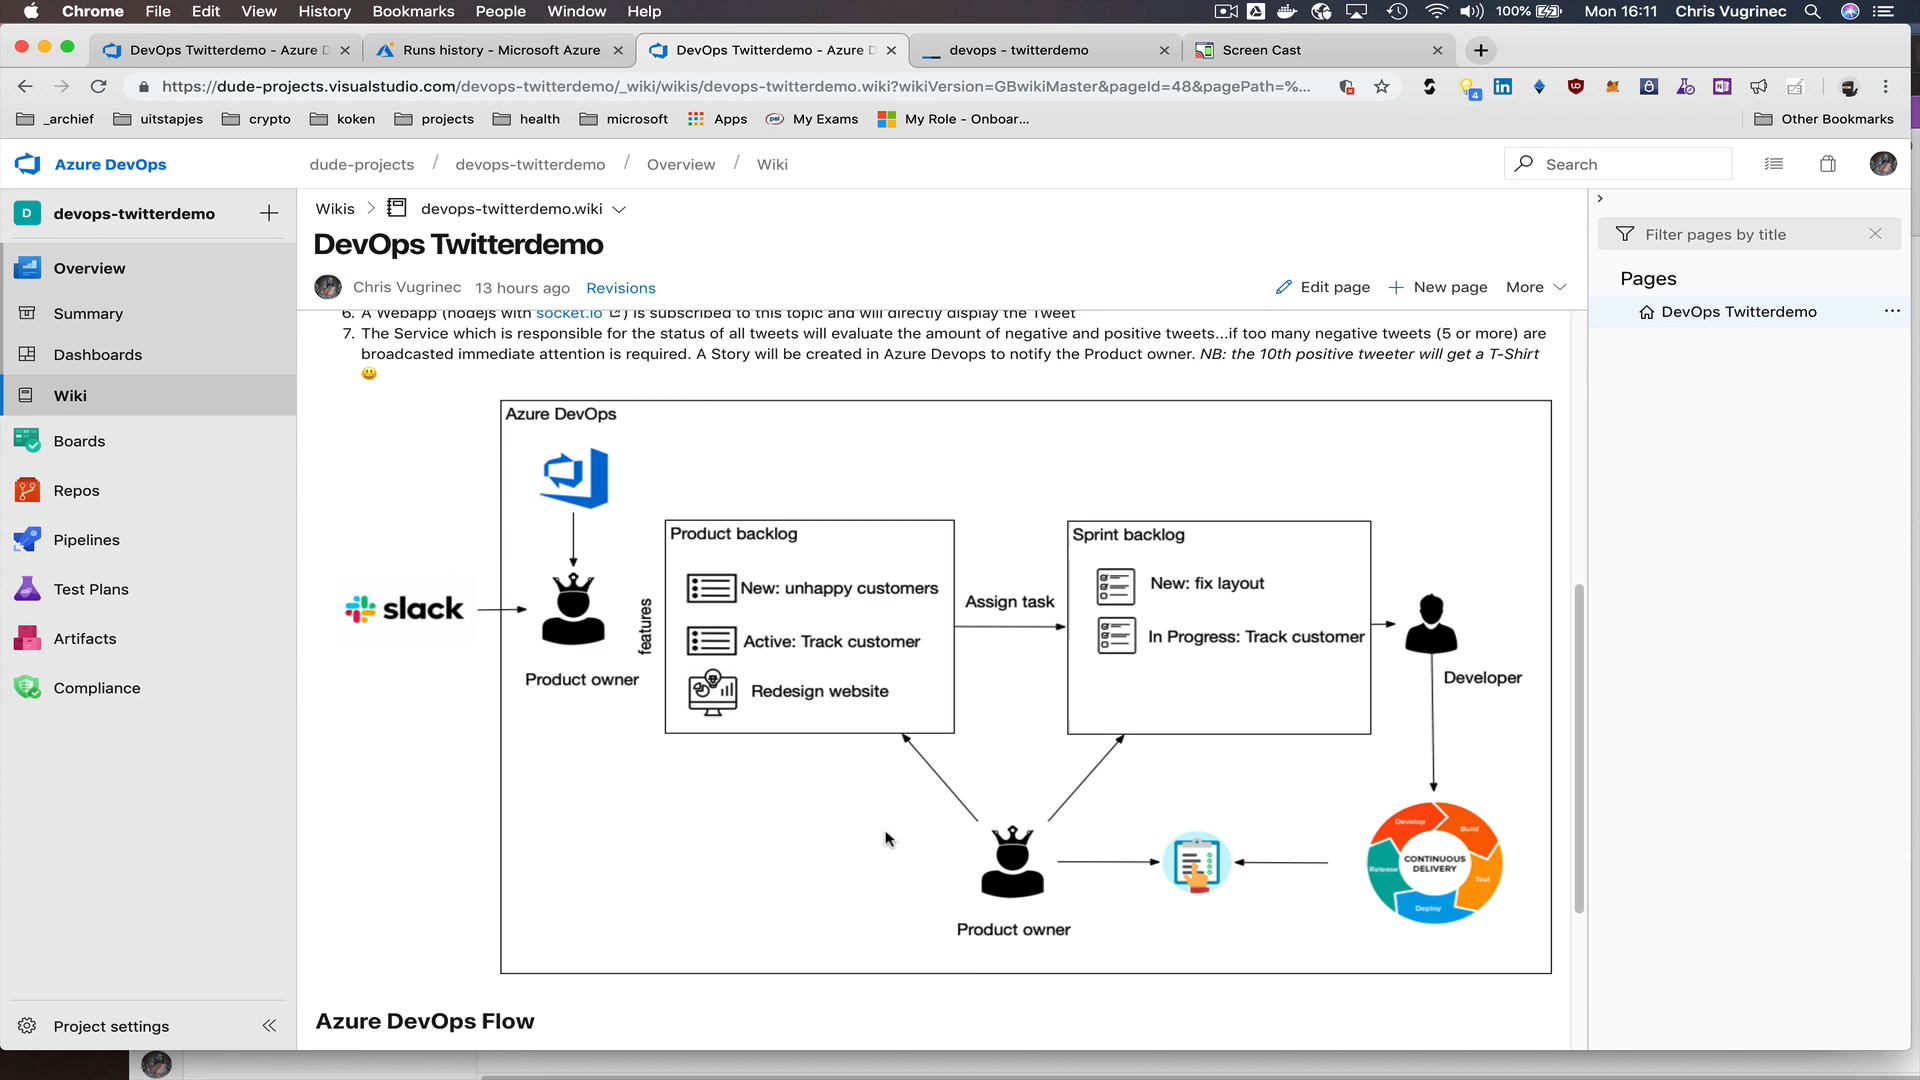 Chrome File Edit View History Bookmarks People Window Help 100% Mon 16:11 Chris Vugrinec
DevOps Twitterdemo - Azure D Runs history - Microsoft Azure DevOps Twitterdemo - Azure D devops - twitterdemo Screen Cast
https://dude-projects.visualstudio.com/devops-twitterdemo/_wiki/wikis/devops-twitterdemo.wiki?wikiVersion=GBwikiMaster&pageId=48&pagePath=%... 4
_archief uitstapjes crypto koken projects health microsoft Apps My Exams My Role - Onboar... Other Bookmarks
Azure DevOps dude-projects / devops-twitterdemo / Overview / Wiki Search
D devops-twitterdemo
Overview
Summary
Dashboards
Wiki
Boards
Repos
Pipelines
Test Plans
Artifacts
Compliance
Project settings
Wikis > devops-twitterdemo.wiki
DevOps Twitterdemo
Chris Vugrinec 13 hours ago Revisions Edit page New page More
6. A Webapp (nodejs with socket.io ) is subscribed to this topic and will directly display the Tweet
7. The Service which is responsible for the status of all tweets will evaluate the amount of negative and positive tweets...if too many negative tweets (5 or more) are
broadcasted immediate attention is required. A Story will be created in Azure Devops to notify the Product owner. NB: the 10th positive tweeter will get a T-Shirt
😃
Azure DevOps
slack
Product owner
features
Product backlog
New: unhappy customers
Active: Track customer
Redesign website
Assign task
Sprint backlog
New: fix layout
In Progress: Track customer
Developer
Product owner
CONTINUOUS
DELIVERY
Develop
Build
Test
Deploy
Release
Azure DevOps Flow
Filter pages by title
Pages
DevOps Twitterdemo